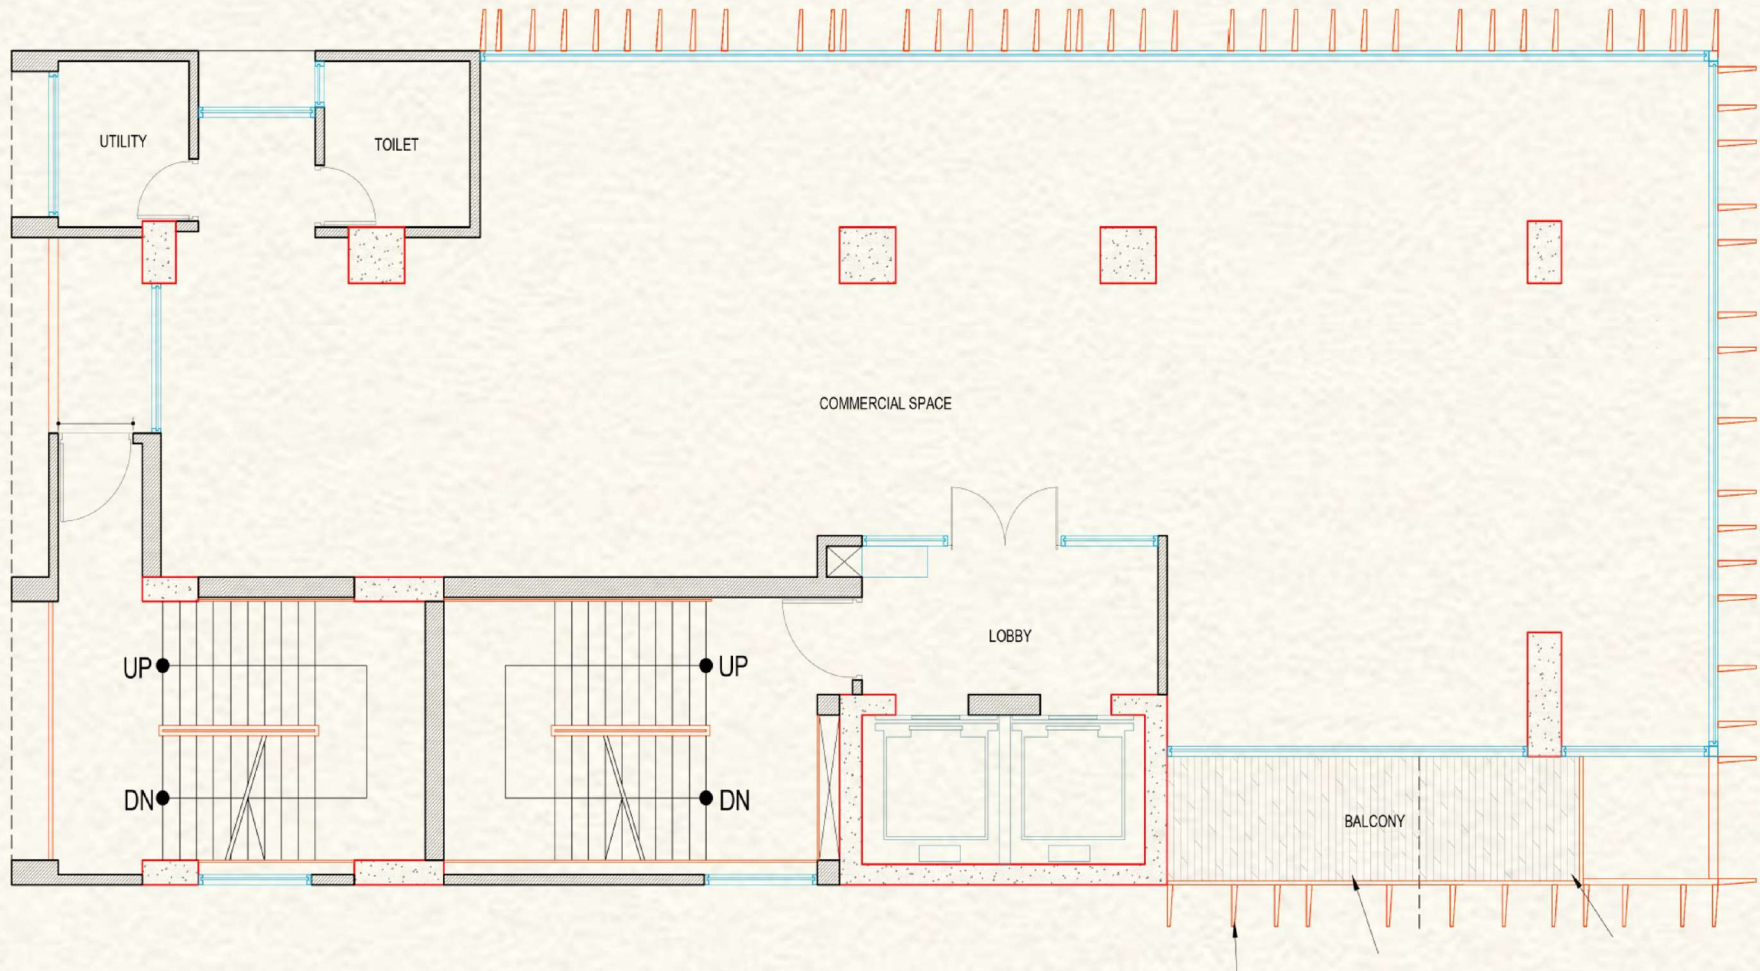 UTILITY
TOILET
COMMERCIAL SPACE
LOBBY
UP
UP
DN
DN
BALCONY